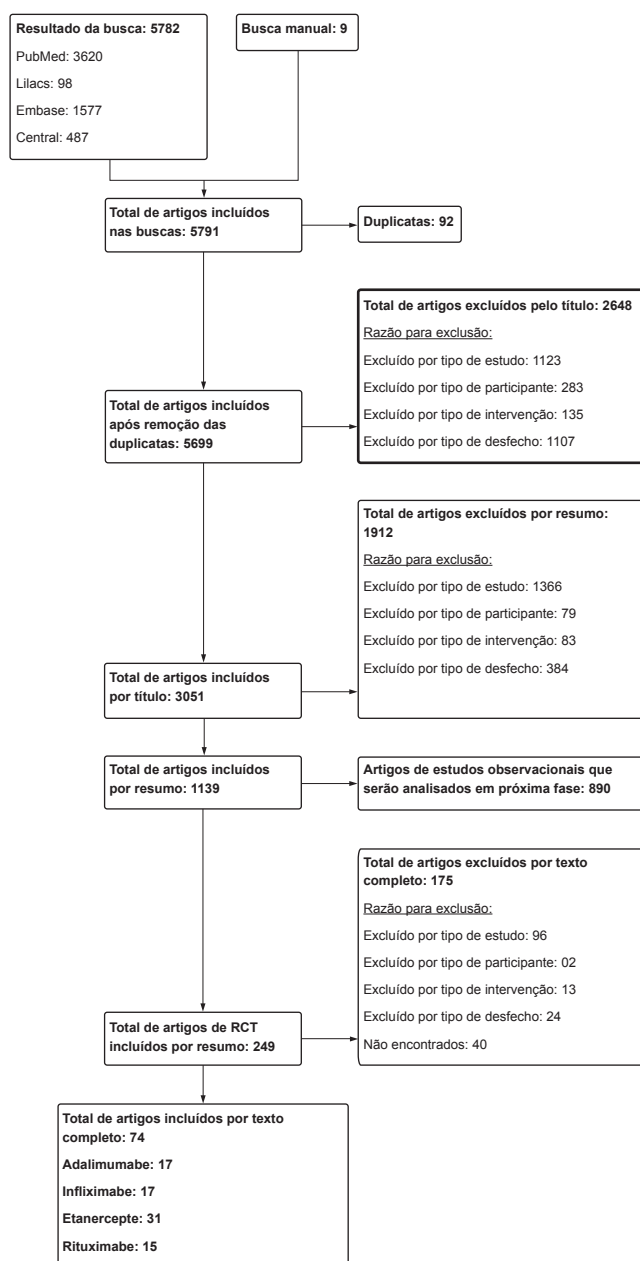 Resultado da busca: 5782
PubMed: 3620
Lilacs: 98
Embase: 1577
Central: 487
Busca manual: 9
Total de artigos incluídos
nas buscas: 5791
Duplicatas: 92
Total de artigos excluídos pelo título: 2648
Razão para exclusão:
Excluído por tipo de estudo: 1123
Excluído por tipo de participante: 283
Excluído por tipo de intervenção: 135
Excluído por tipo de desfecho: 1107
Total de artigos incluídos
após remoção das
duplicatas: 5699
Total de artigos excluídos por resumo:
1912
Razão para exclusão:
Excluído por tipo de estudo: 1366
Excluído por tipo de participante: 79
Excluído por tipo de intervenção: 83
Excluído por tipo de desfecho: 384
Total de artigos incluídos
por título: 3051
Total de artigos incluídos
por resumo: 1139
Artigos de estudos observacionais que
serão analisados em próxima fase: 890
Total de artigos excluídos por texto
completo: 175
Razão para exclusão:
Excluído por tipo de estudo: 96
Excluído por tipo de participante: 02
Excluído por tipo de intervenção: 13
Excluído por tipo de desfecho: 24
Não encontrados: 40
Total de artigos de RCT
incluídos por resumo: 249
Total de artigos incluídos por texto
completo: 74
Adalimumabe: 17
Infliximabe: 17
Etanercepte: 31
Rituximabe: 15